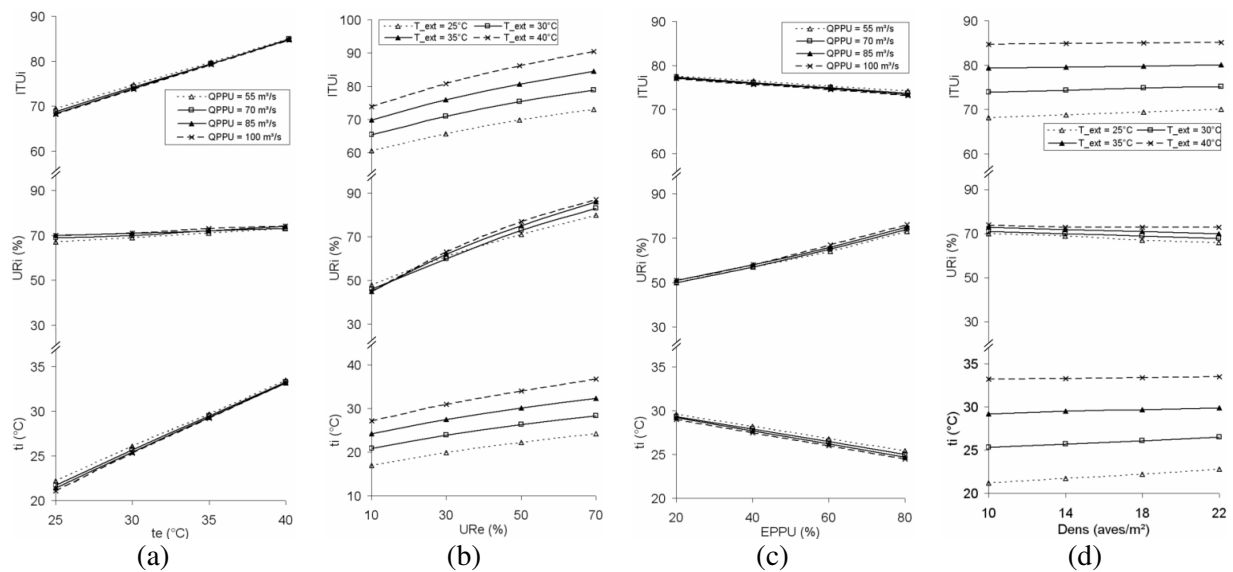 90
80
70
60
ITUi
QPPU = 55 m³/s
QPPU = 70 m³/s
QPPU = 85 m³/s
QPPU = 100 m³/s
90
70
50
30
URi (%)
35
30
25
20
ti (°C)
25 30 35 40
te (°C)
(a)
100
90
80
70
60
ITUi
T_ext = 25°C T_ext = 30°C
T_ext = 35°C T_ext = 40°C
90
70
50
30
URi (%)
40
30
20
10
ti (°C)
10 30 50 70
URe (%)
(b)
90
80
70
60
ITUi
QPPU = 55 m³/s
QPPU = 70 m³/s
QPPU = 85 m³/s
QPPU = 100 m³/s
90
70
50
30
URi (%)
35
30
25
20
ti (°C)
20 40 60 80
EPPU (%)
(c)
90
80
70
60
ITUi
T_ext = 25°C T_ext = 30°C
T_ext = 35°C T_ext = 40°C
90
70
50
30
URi (%)
35
30
25
20
ti (°C)
10 14 18 22
Dens (aves/m²)
(d)